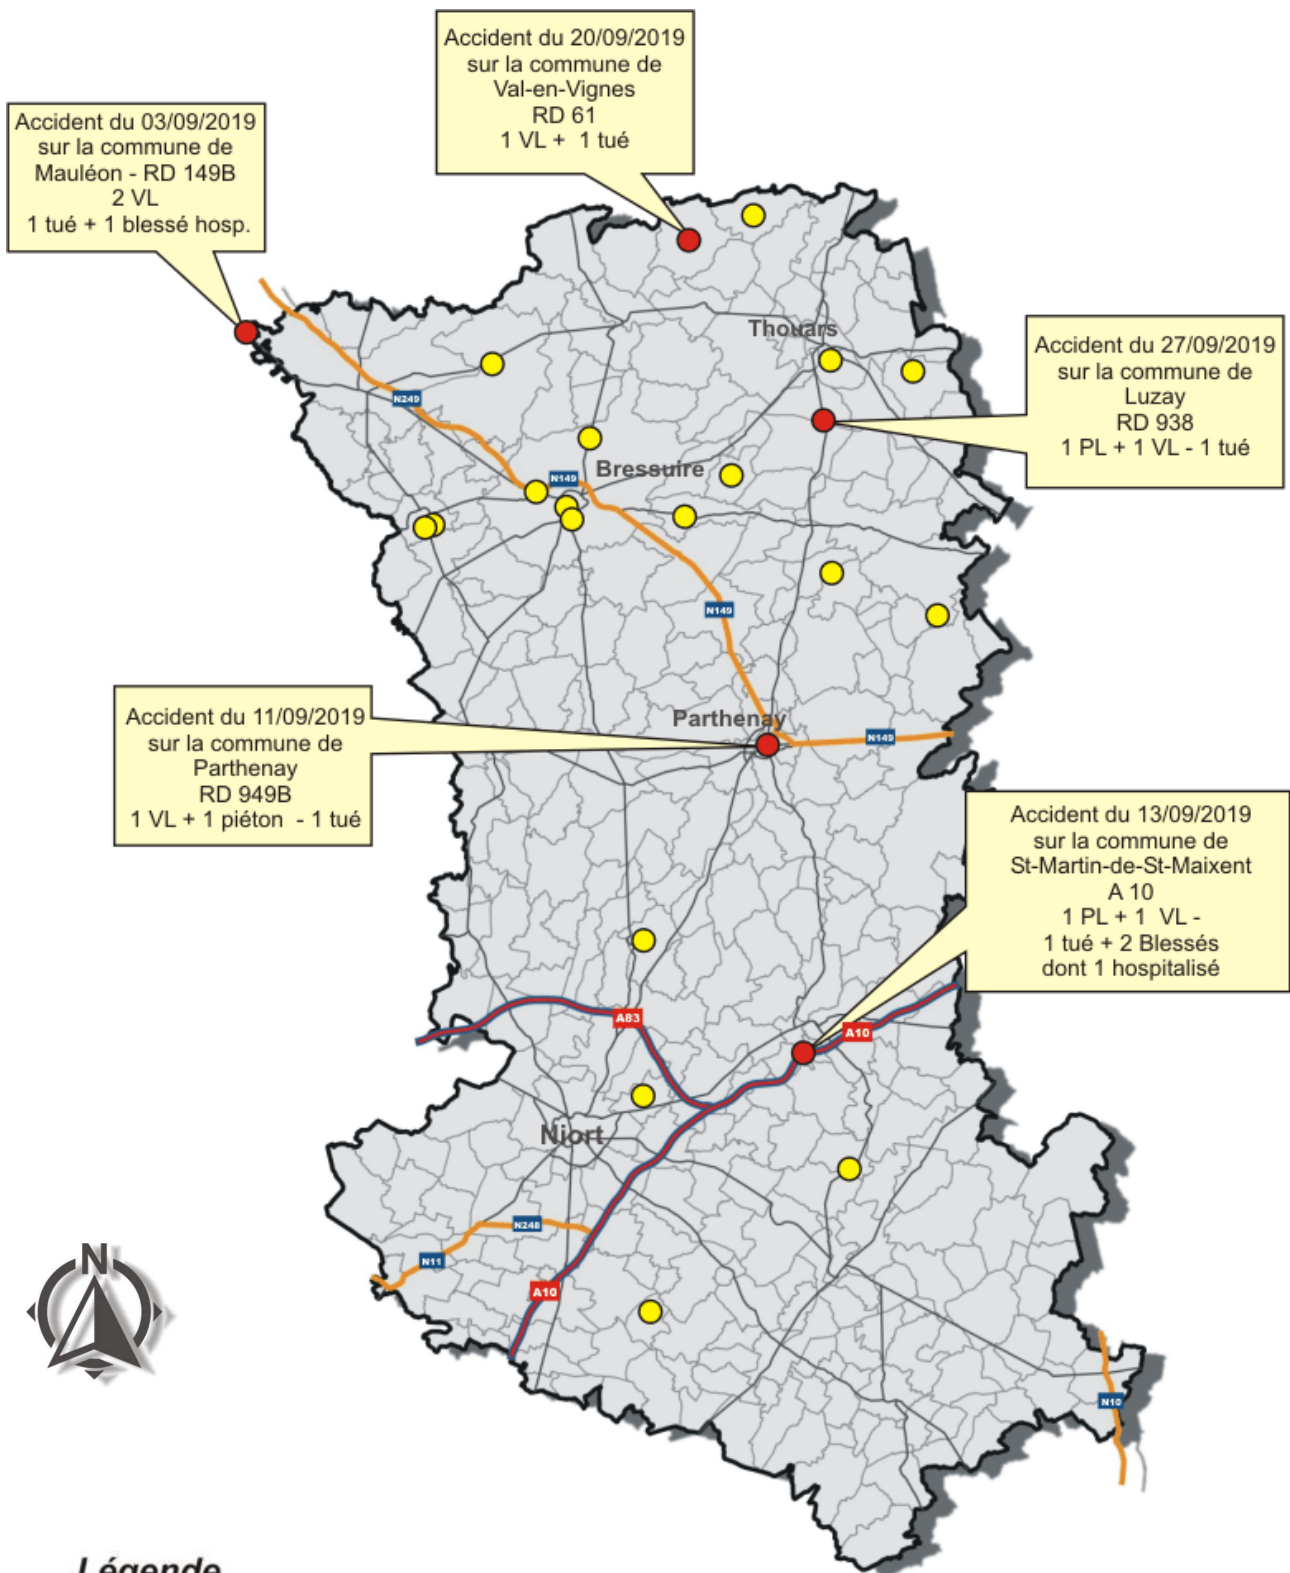 Accident du 20/09/2019
sur la commune de
Val-en-Vignes
RD 61
1 VL + 1 tué
Accident du 03/09/2019
sur la commune de
Mauléon - RD 149B
2 VL
1 tué + 1 blessé hosp.
Thouars
Accident du 27/09/2019
sur la commune de
Luzay
RD 938
1 PL + 1 VL - 1 tué
N249
Bressuire
N149
N149
Parthenay
N149
Accident du 11/09/2019
sur la commune de
Parthenay
RD 949B
1 VL + 1 piéton - 1 tué
Accident du 13/09/2019
sur la commune de
St-Martin-de-St-Maixent
A 10
1 PL + 1 VL -
1 tué + 2 Blessés
dont 1 hospitalisé
A83
A10
Niort
N248
N11
A10
N
N10
Légende